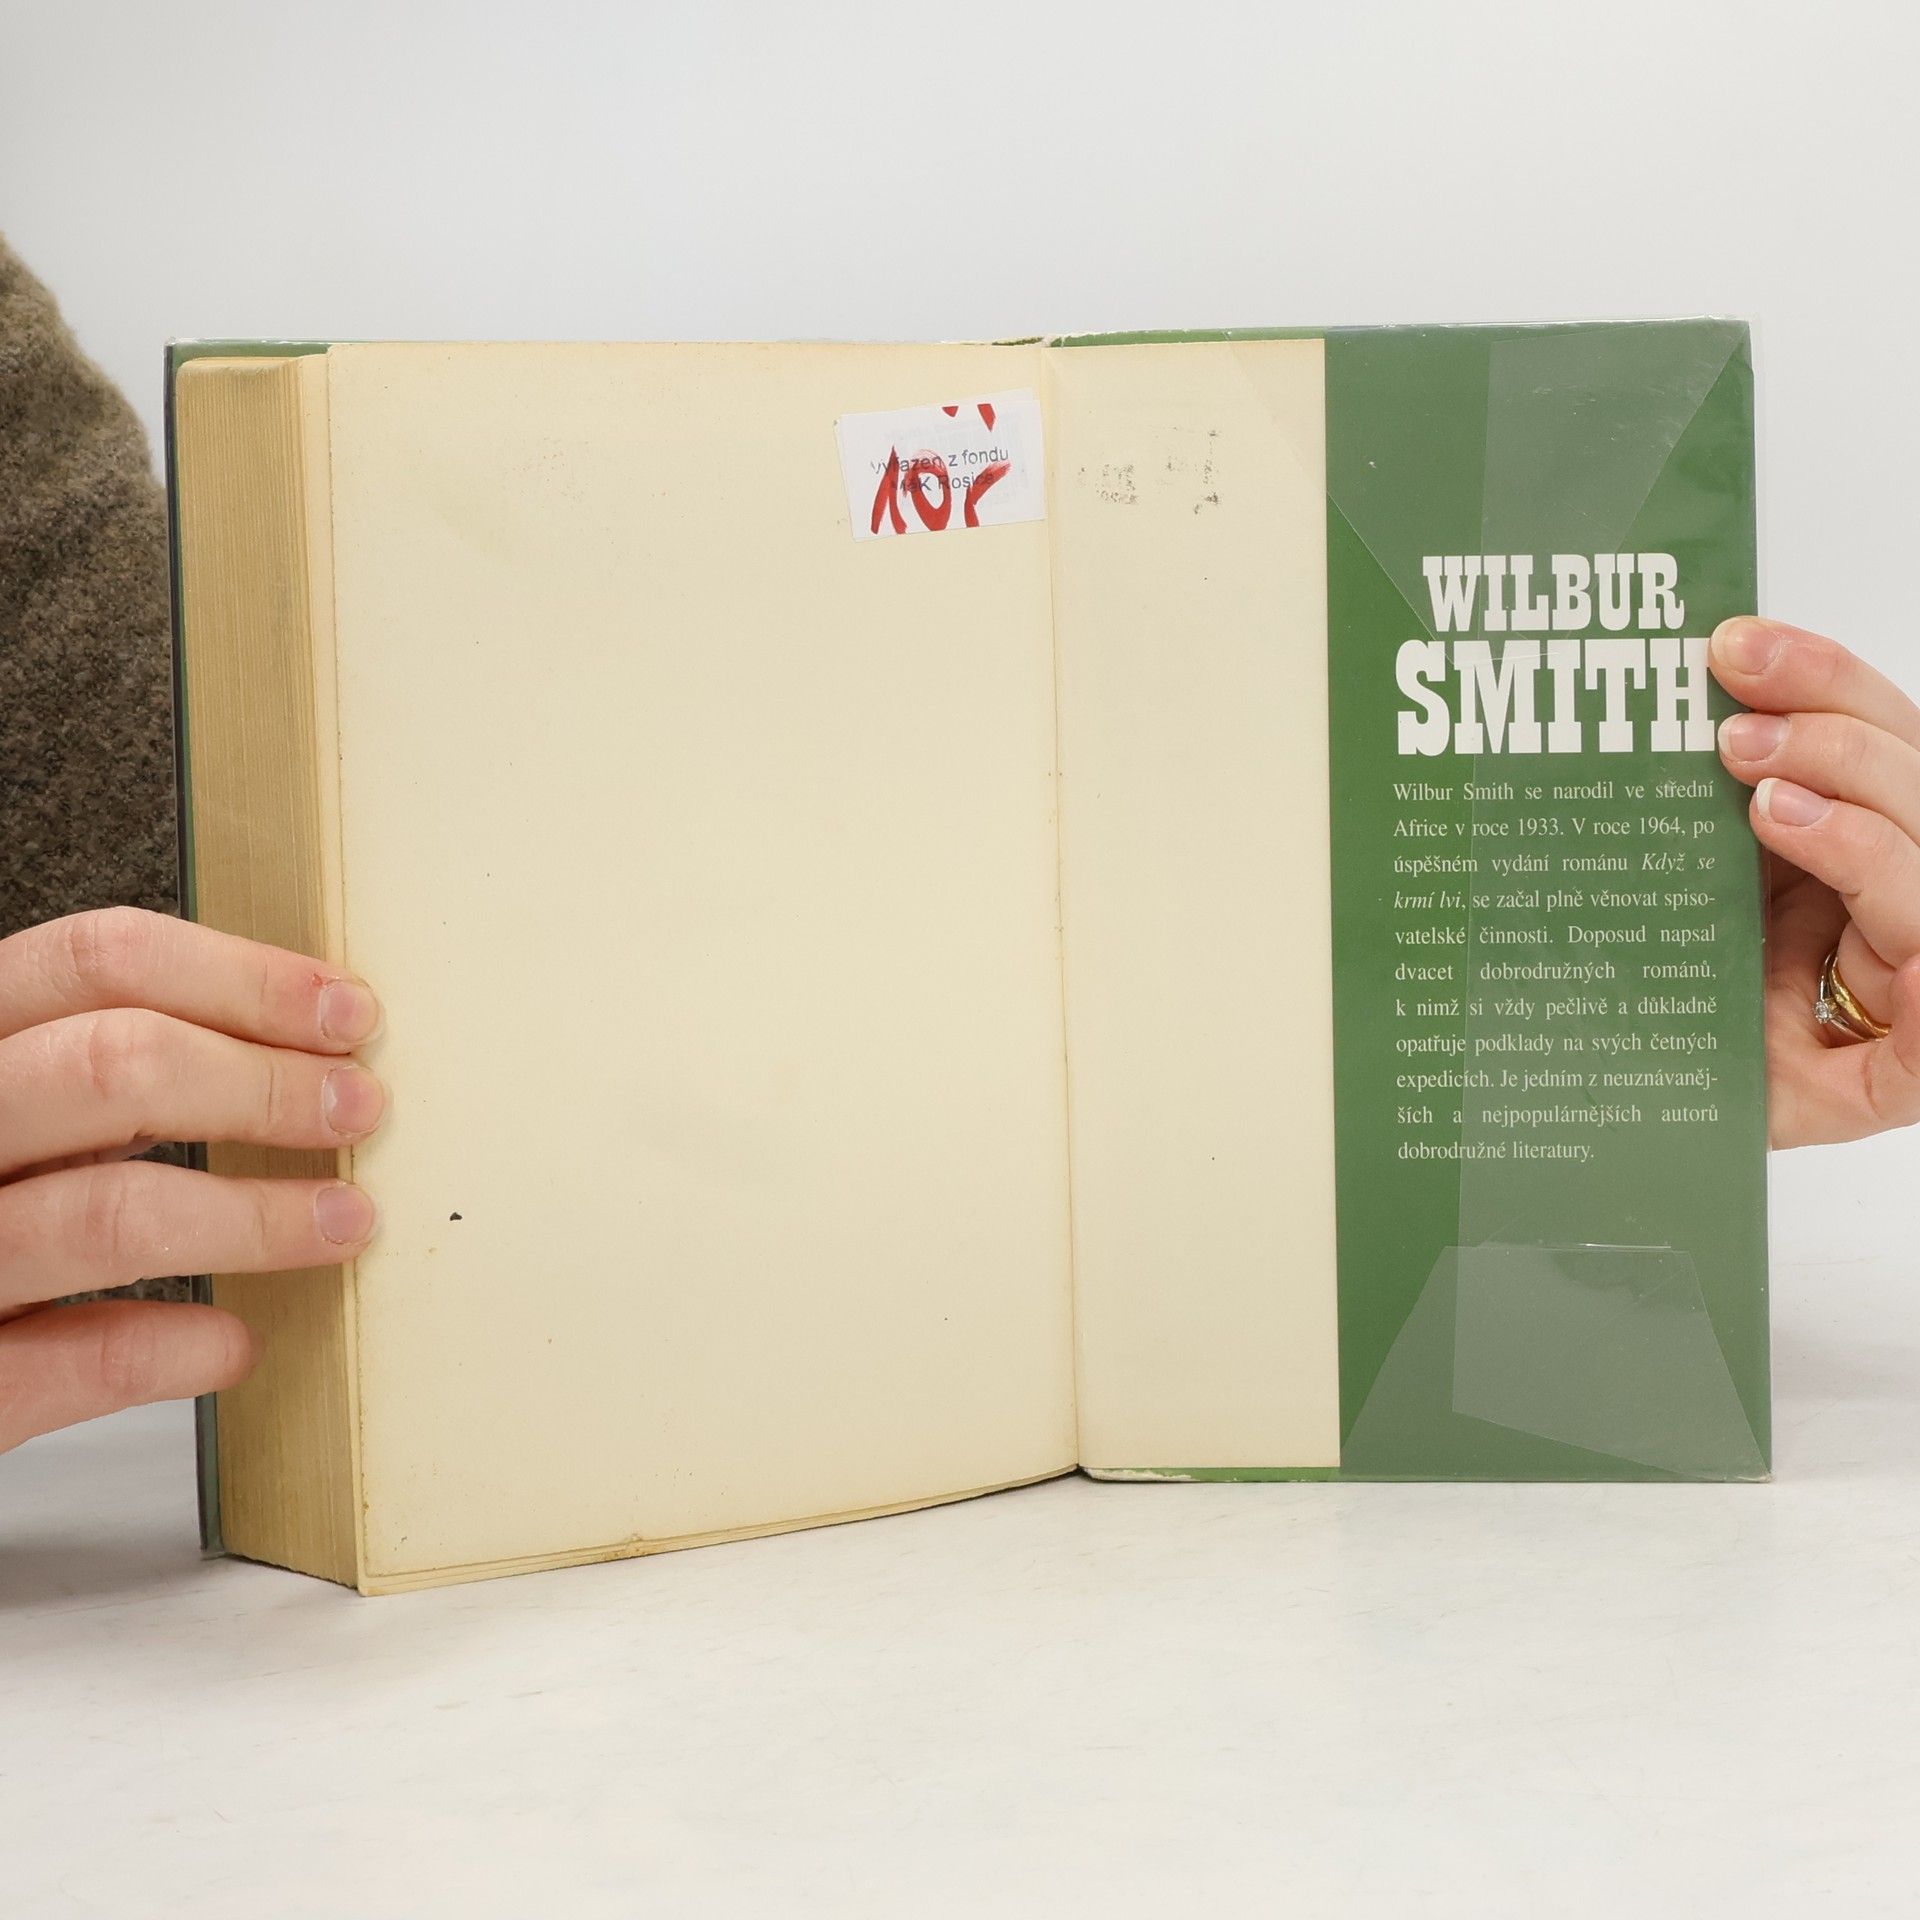 vyřazen z fondu
MěK Rosice
10,-
WILBUR
SMITH
Wilbur Smith se narodil ve střední
Africe v roce 1933. V roce 1964, po
úspěšném vydání románu Když se
krmí lvi, se začal plně věnovat spiso-
vatelské činnosti. Doposud napsal
dvacet dobrodružných románů,
k nimž si vždy pečlivě a důkladně
opatřuje podklady na svých četných
expedicích. Je jedním z neuznávaněj-
ších a nejpopulárnějších autorů
dobrodružné literatury.